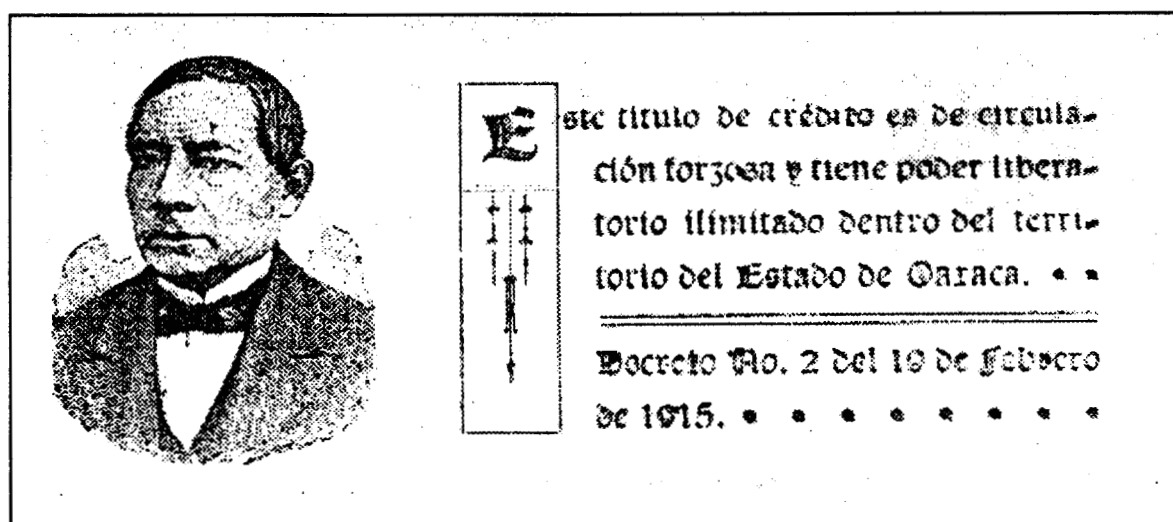 Este titulo de crédito es de circula-
ción forzosa y tiene poder libera-
torio ilimitado dentro del terri-
torio del Estado de Oaxaca.
Decreto No. 2 del 19 de Febrero
de 1915.